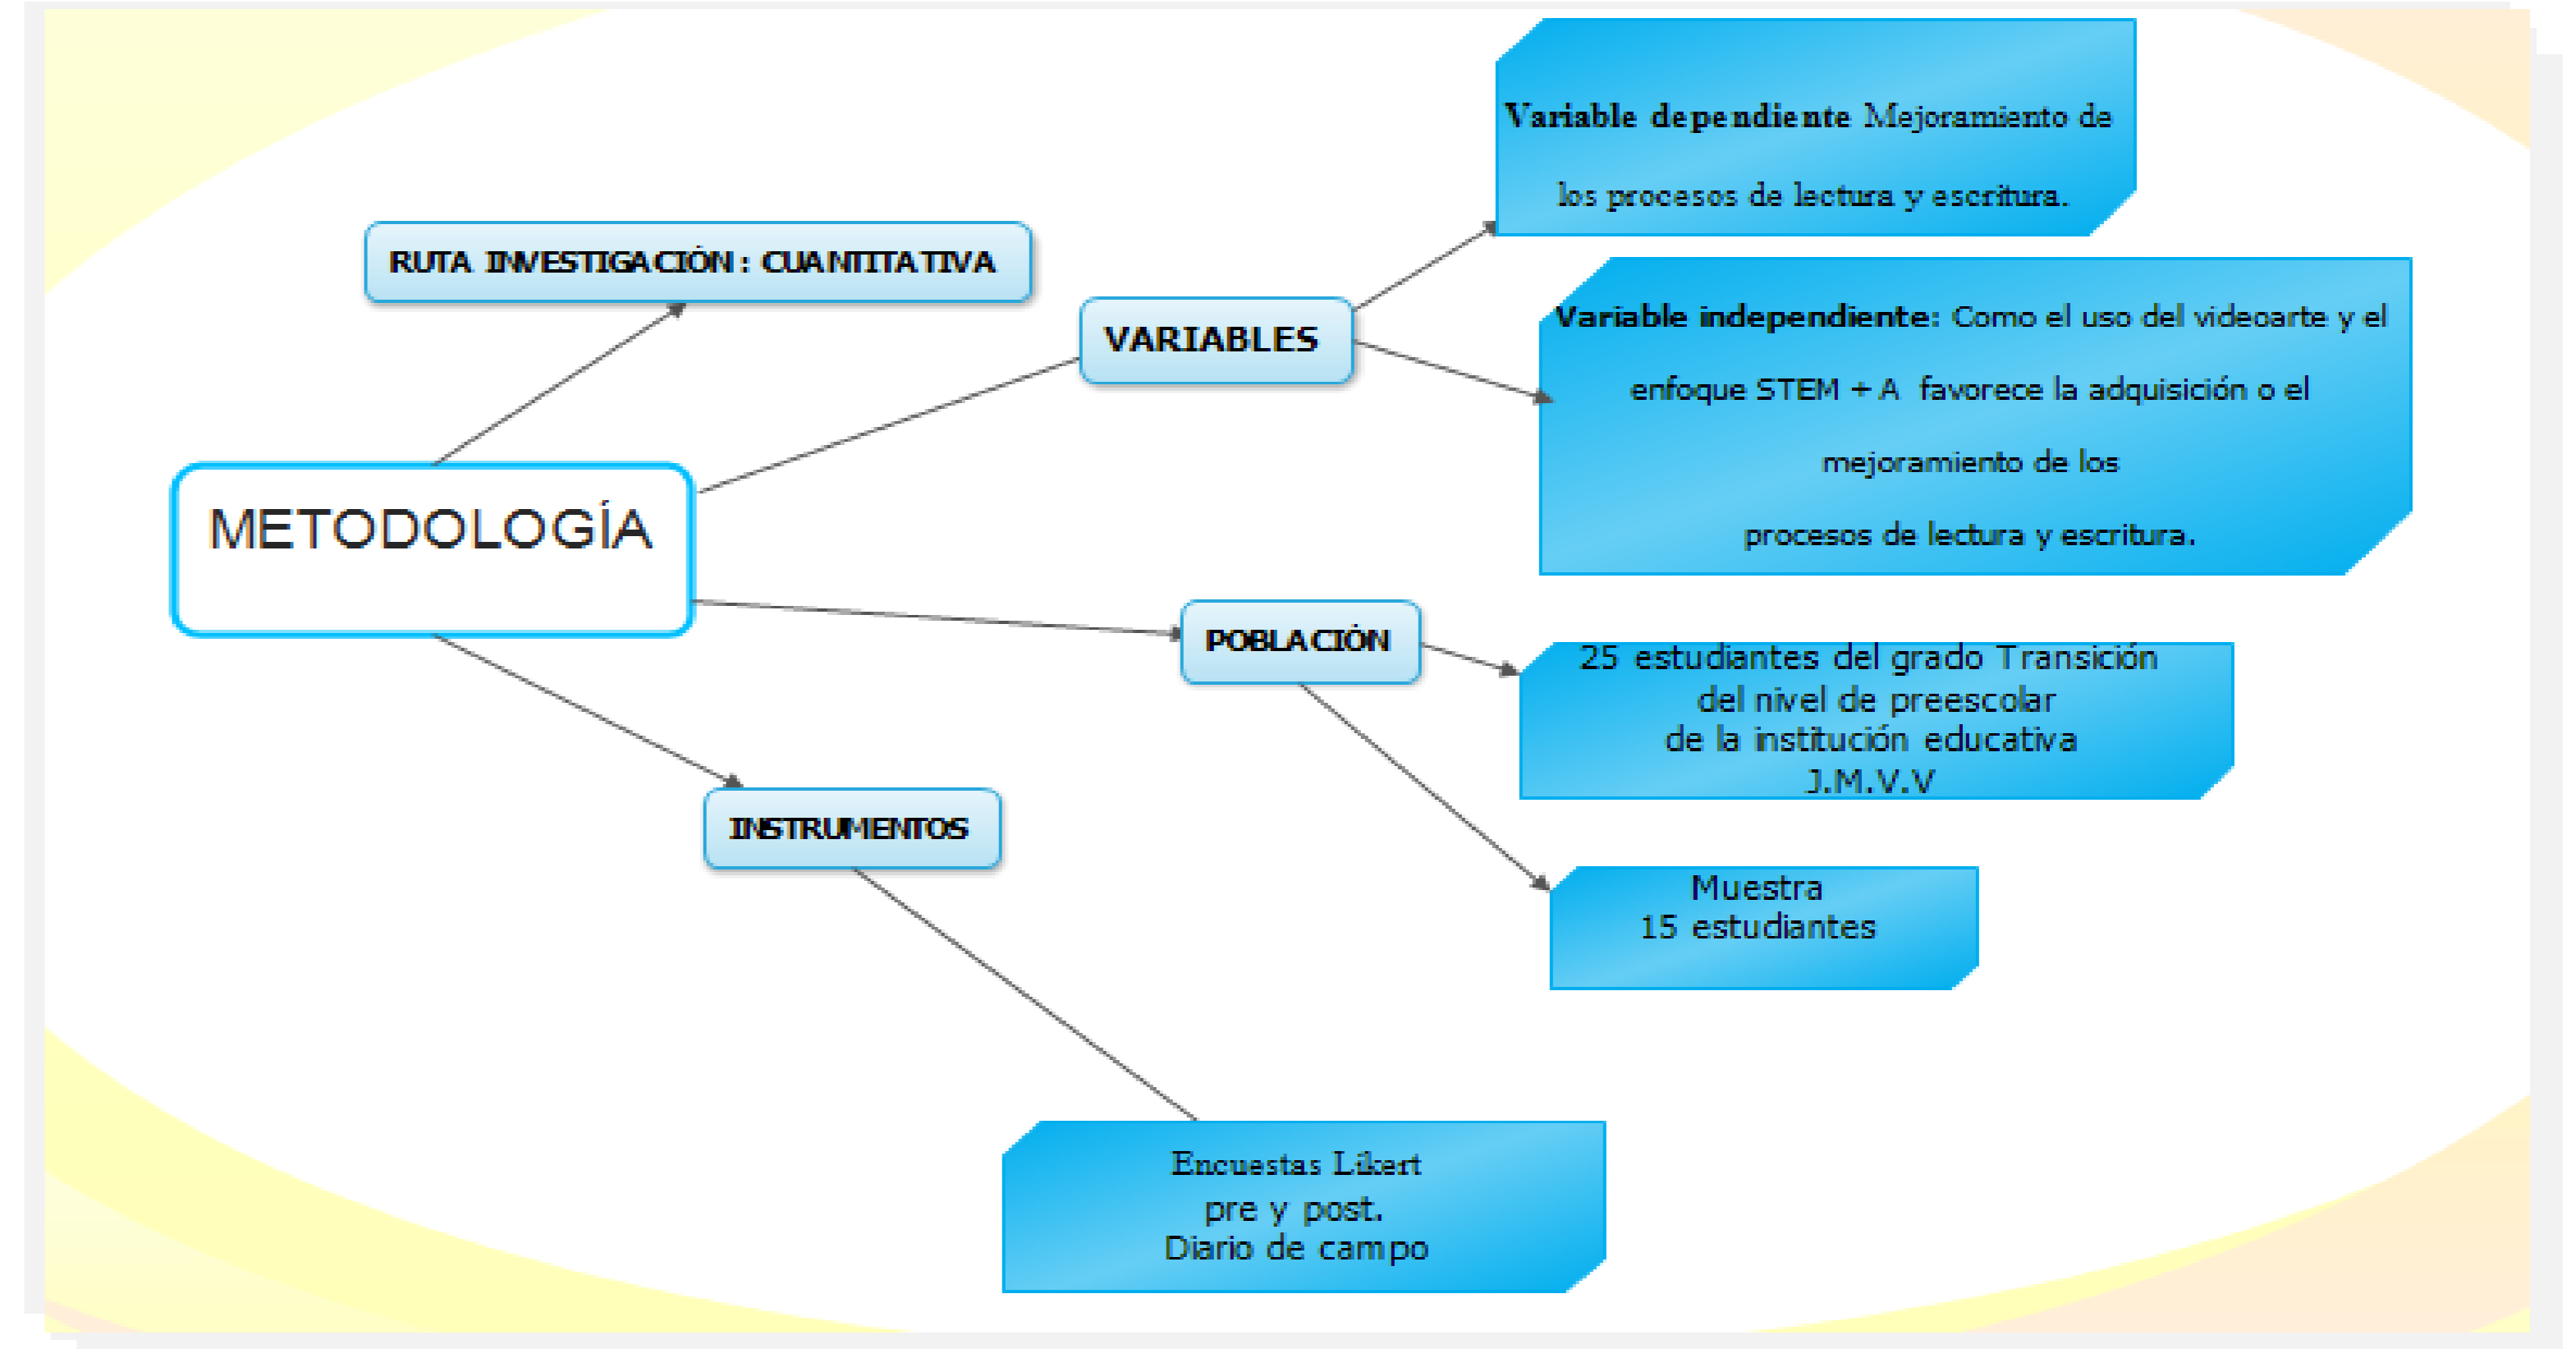 Variable dependiente Mejoramiento de
los procesos de lectura y escritura.
RUTA INVESTIGACIÓN: CUANTITATIVA
VARIABLES
Variable independiente: Como el uso del videoarte y el
enfoque STEM + A favorece la adquisición o el
mejoramiento de los
procesos de lectura y escritura.
METODOLOGÍA
POBLACIÓN
25 estudiantes del grado Transición
del nivel de preescolar
de la institución educativa
J.M.V.V
INSTRUMENTOS
Muestra
15 estudiantes
Encuestas Likert
pre y post.
Diario de campo